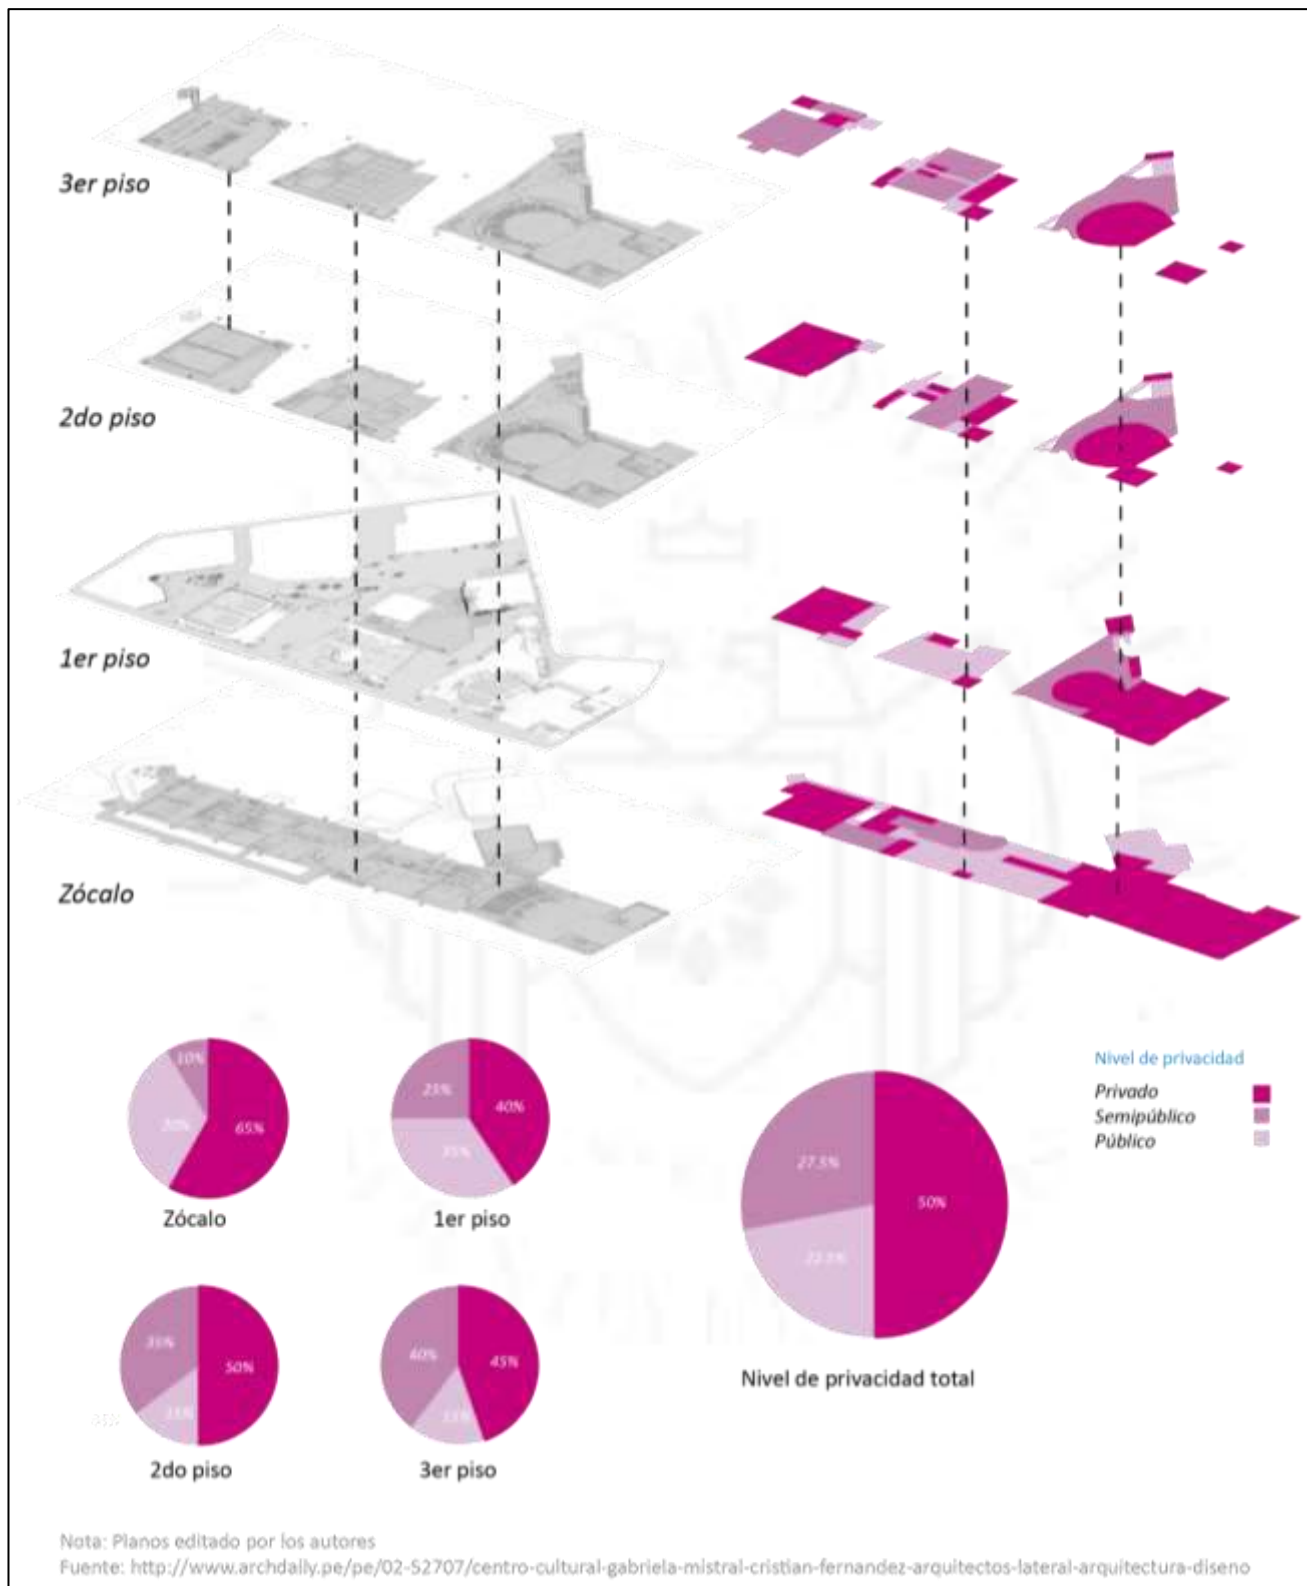 3er piso
2do piso
1er piso
Zócalo
10%
20%
65%
Zócalo
25%
40%
35%
1er piso
35%
50%
15%
2do piso
40%
45%
15%
3er piso
27.5%
50%
22.5%
Nivel de privacidad total
Nivel de privacidad
Privado
Semipúblico
Público
Nota: Planos editado por los autores
Fuente: http://www.archdaily.pe/pe/02-52707/centro-cultural-gabriela-mistral-cristian-fernandez-arquitectos-lateral-arquitectura-diseno